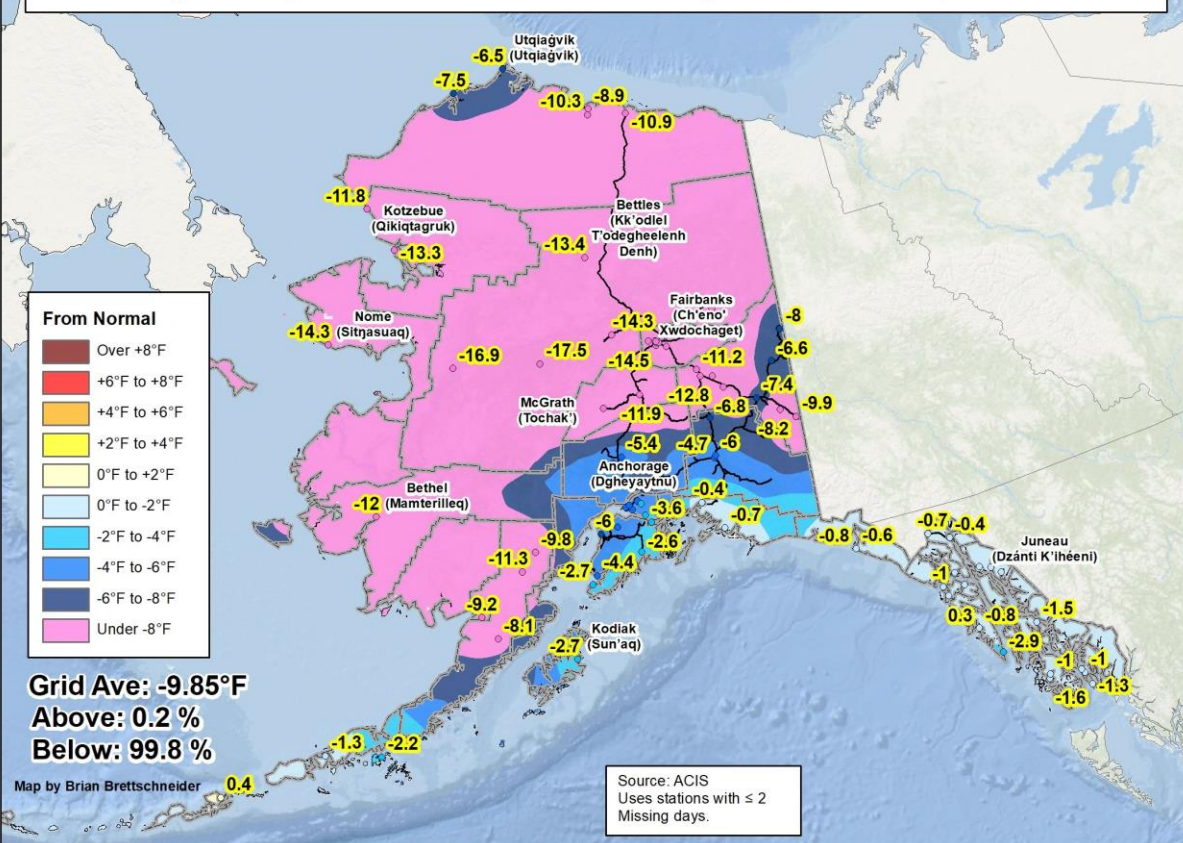 Utqiaġvik
(Utqiaġvik)
-6.5
-7.5
-10.3
-8.9
-10.9
-11.8
Kotzebue
(Qikiqtagruk)
-13.3
Bettles
(Kk'odlel
T'odegheelenh
Denh)
-13.4
From Normal
Over +8°F
+6°F to +8°F
+4°F to +6°F
+2°F to +4°F
0°F to +2°F
0°F to -2°F
-2°F to -4°F
-4°F to -6°F
-6°F to -8°F
Under -8°F
Nome
(Sitŋasuaq)
-14.3
Fairbanks
(Ch'eno'
Xwdochaget)
-14.3
-8
-6.6
-16.9
-17.5
-14.5
-11.2
-7.4
McGrath
(Tochak')
-12.8
-6.8
-9.9
-11.9
-8.2
-5.4
-4.7
-6
Anchorage
(Dgheyaytnu)
-0.4
Bethel
(Mamterilleq)
-12
-3.6
-0.7
-6
-9.8
-2.6
-0.8
-0.6
-0.7
-0.4
Juneau
(Dzánti K'ihéeni)
-11.3
-2.7
-4.4
-1
-9.2
-8.1
0.3
-0.8
-1.5
Kodiak
(Sun'aq)
-2.7
-2.9
-1
-1
-1.3
-1.6
Grid Ave: -9.85°F
Above: 0.2 %
Below: 99.8 %
-1.3
-2.2
Map by Brian Brettschneider
0.4
Source: ACIS
Uses stations with ≤ 2
Missing days.